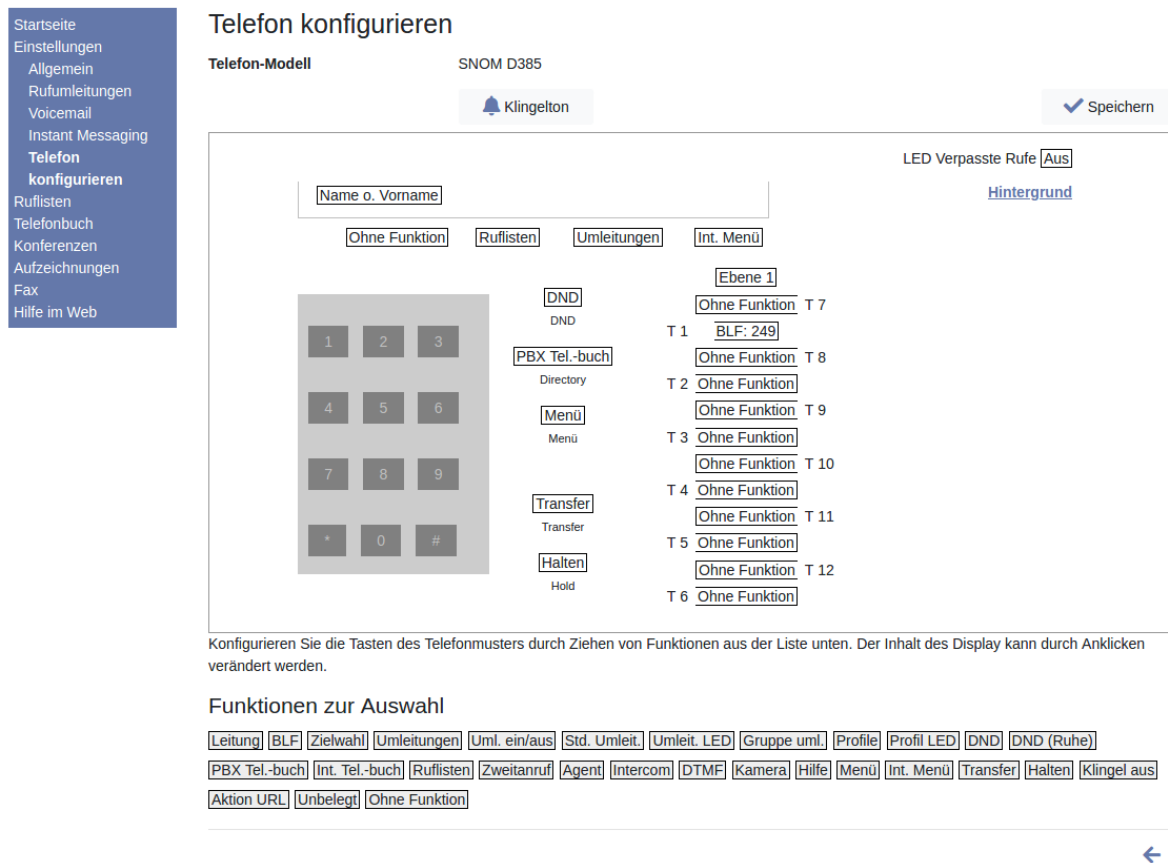 Startseite
Einstellungen
Allgemein
Rufumleitungen
Voicemail
Instant Messaging
Telefon
konfigurieren
Ruflisten
Telefonbuch
Konferenzen
Aufzeichnungen
Fax
Hilfe im Web
Telefon konfigurieren
Telefon-Modell SNOM D385
Klingelton Speichern
LED Verpasste Rufe Aus
Hintergrund
Name o. Vorname
Ohne Funktion Ruflisten Umleitungen Int. Menü
1 2 3
4 5 6
7 8 9
* 0 #
DND
DND
PBX Tel.-buch
Directory
Menü
Menü
Transfer
Transfer
Halten
Hold
Ebene 1
Ohne Funktion T 7
T 1 BLF: 249
Ohne Funktion T 8
T 2 Ohne Funktion
Ohne Funktion T 9
T 3 Ohne Funktion
Ohne Funktion T 10
T 4 Ohne Funktion
Ohne Funktion T 11
T 5 Ohne Funktion
Ohne Funktion T 12
T 6 Ohne Funktion
Konfigurieren Sie die Tasten des Telefonmusters durch Ziehen von Funktionen aus der Liste unten. Der Inhalt des Display kann durch Anklicken
verändert werden.
Funktionen zur Auswahl
Leitung BLF Zielwahl Umleitungen Uml. ein/aus Std. Umleit. Umleit. LED Gruppe uml. Profile Profil LED DND DND (Ruhe)
PBX Tel.-buch Int. Tel.-buch Ruflisten Zweitanruf Agent Intercom DTMF Kamera Hilfe Menü Int. Menü Transfer Halten Klingel aus
Aktion URL Unbelegt Ohne Funktion